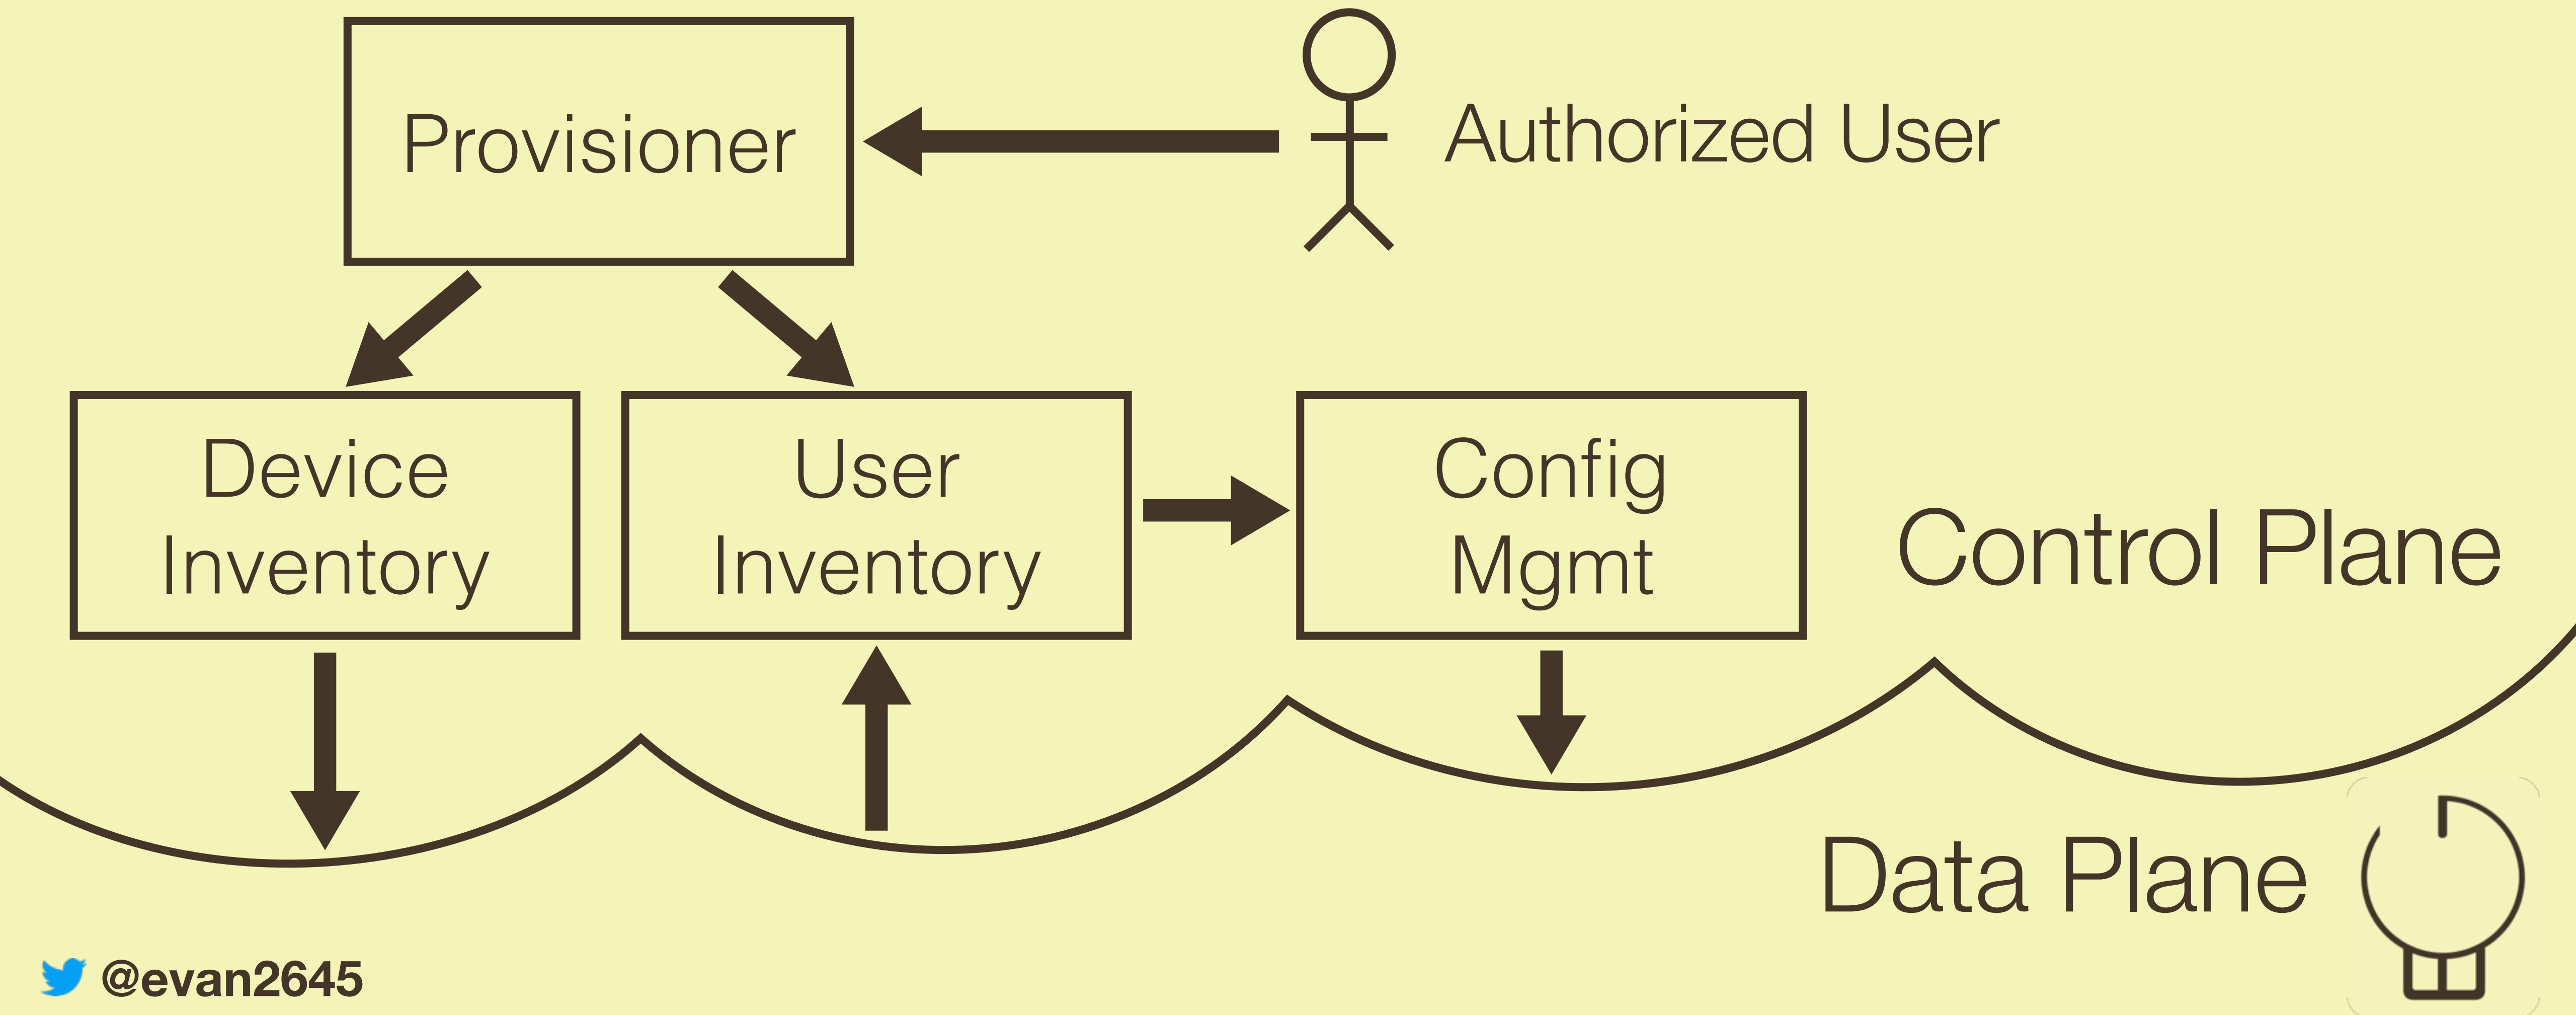 Provisioner
Authorized User
Device
Inventory
User
Inventory
Config
Mgmt
Control Plane
Data Plane
@evan2645